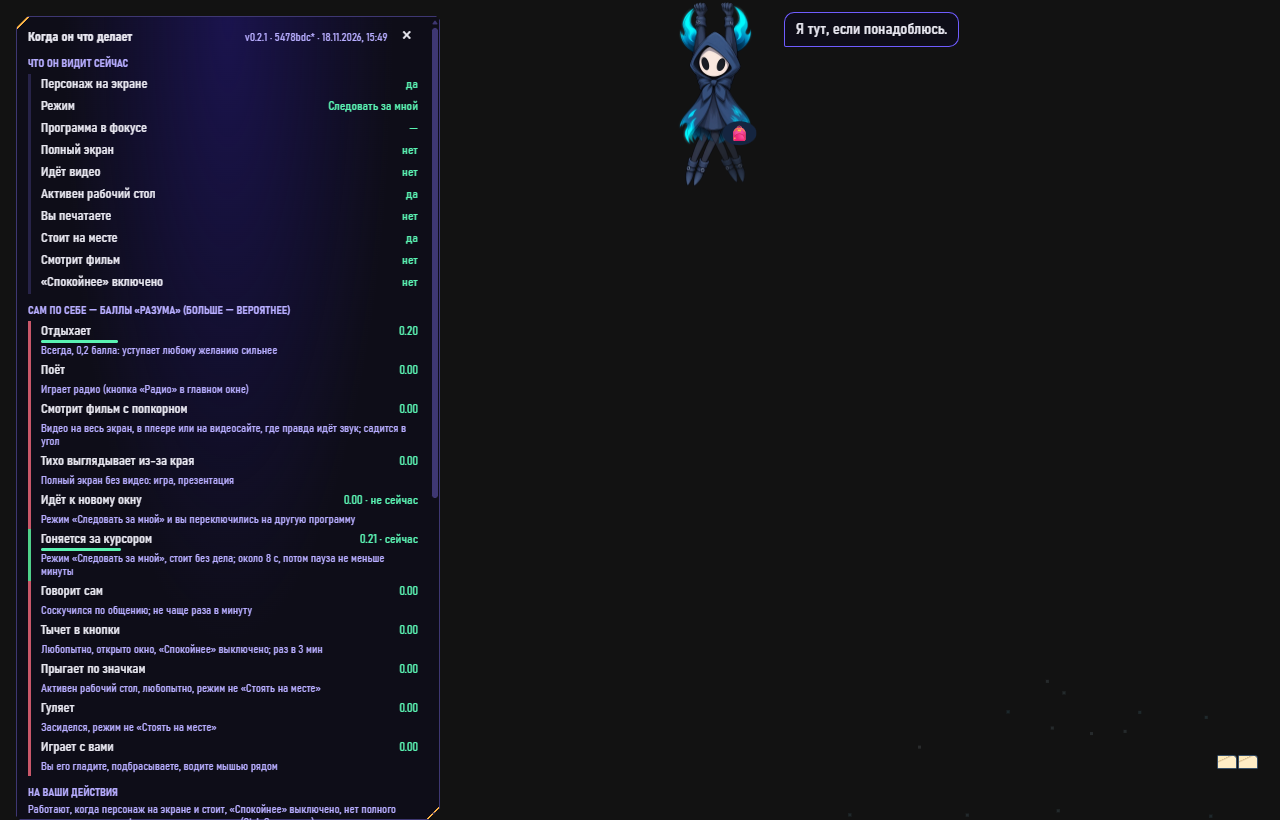 Когда он что делает
v0.2.1 · 5478bdc* · 18.11.2026, 15:49
ЧТО ОН ВИДИТ СЕЙЧАС
Персонаж на экране да
Режим Следовать за мной
Программа в фокусе —
Полный экран нет
Идёт видео нет
Активен рабочий стол да
Вы печатаете нет
Стоит на месте да
Смотрит фильм нет
«Спокойнее» включено нет
САМ ПО СЕБЕ — БАЛЛЫ «РАЗУМА» (БОЛЬШЕ — ВЕРОЯТНЕЕ)
Отдыхает 0.20
Всегда, 0,2 балла: уступает любому желанию сильнее
Поёт 0.00
Играет радио (кнопка «Радио» в главном окне)
Смотрит фильм с попкорном 0.00
Видео на весь экран, в плеере или на видеосайте, где правда идёт звук; садится в
угол
Тихо выглядывает из-за края 0.00
Полный экран без видео: игра, презентация
Идёт к новому окну 0.00 · не сейчас
Режим «Следовать за мной» и вы переключились на другую программу
Гоняется за курсором 0.21 · сейчас
Режим «Следовать за мной», стоит без дела; около 8 с, потом пауза не меньше
минуты
Говорит сам 0.00
Соскучился по общению; не чаще раза в минуту
Тычет в кнопки 0.00
Любопытно, открыто окно, «Спокойнее» выключено; раз в 3 мин
Прыгает по значкам 0.00
Активен рабочий стол, любопытно, режим не «Стоять на месте»
Гуляет 0.00
Засиделся, режим не «Стоять на месте»
Играет с вами 0.00
Вы его гладите, подбрасываете, водите мышью рядом
НА ВАШИ ДЕЙСТВИЯ
Работают, когда персонаж на экране и стоит, «Спокойнее» выключено, нет полного
Я тут, если понадоблюсь.